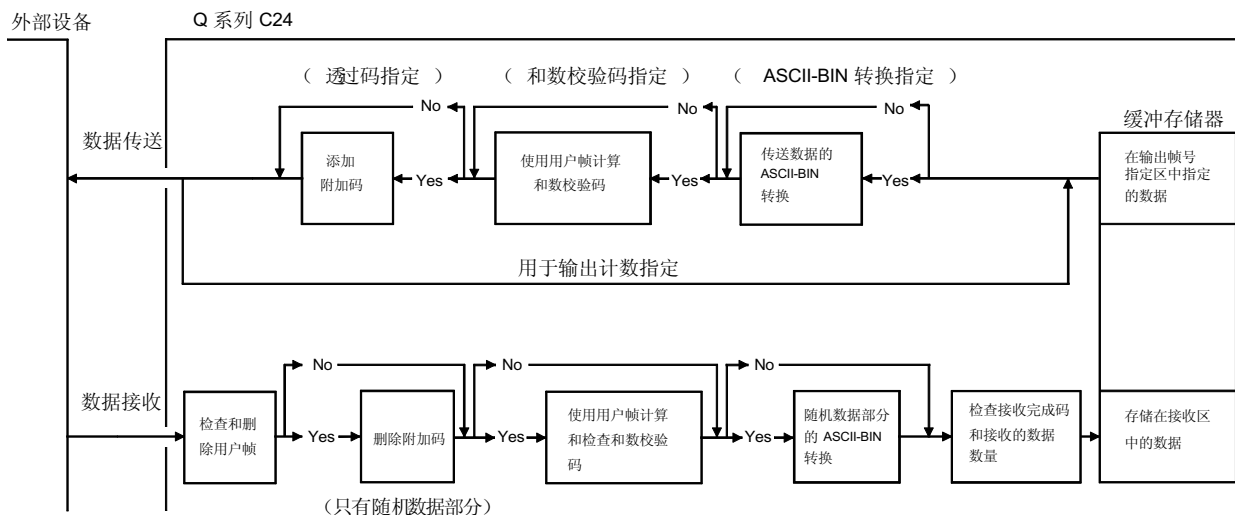 外部设备
Q 系列 C24
（ 透过码指定 ）
（ 和数校验码指定 ）
（ ASCII-BIN 转换指定 ）
No
No
No
缓冲存储器
数据传送
添加
附加码
Yes
使用用户帧计算
和数校验码
Yes
传送数据的
ASCII-BIN
转换
Yes
在输出帧号
指定区中指定
的数据
用于输出计数指定
No
No
No
数据接收
检查和删
除用户帧
Yes
删除附加码
Yes
使用用户帧计算
和检查和数校验
码
Yes
随机数据部分
的 ASCII-BIN
转换
检查接收完成码
和接收的数据
数量
存储在接收区
中的数据
（只有随机数据部分）